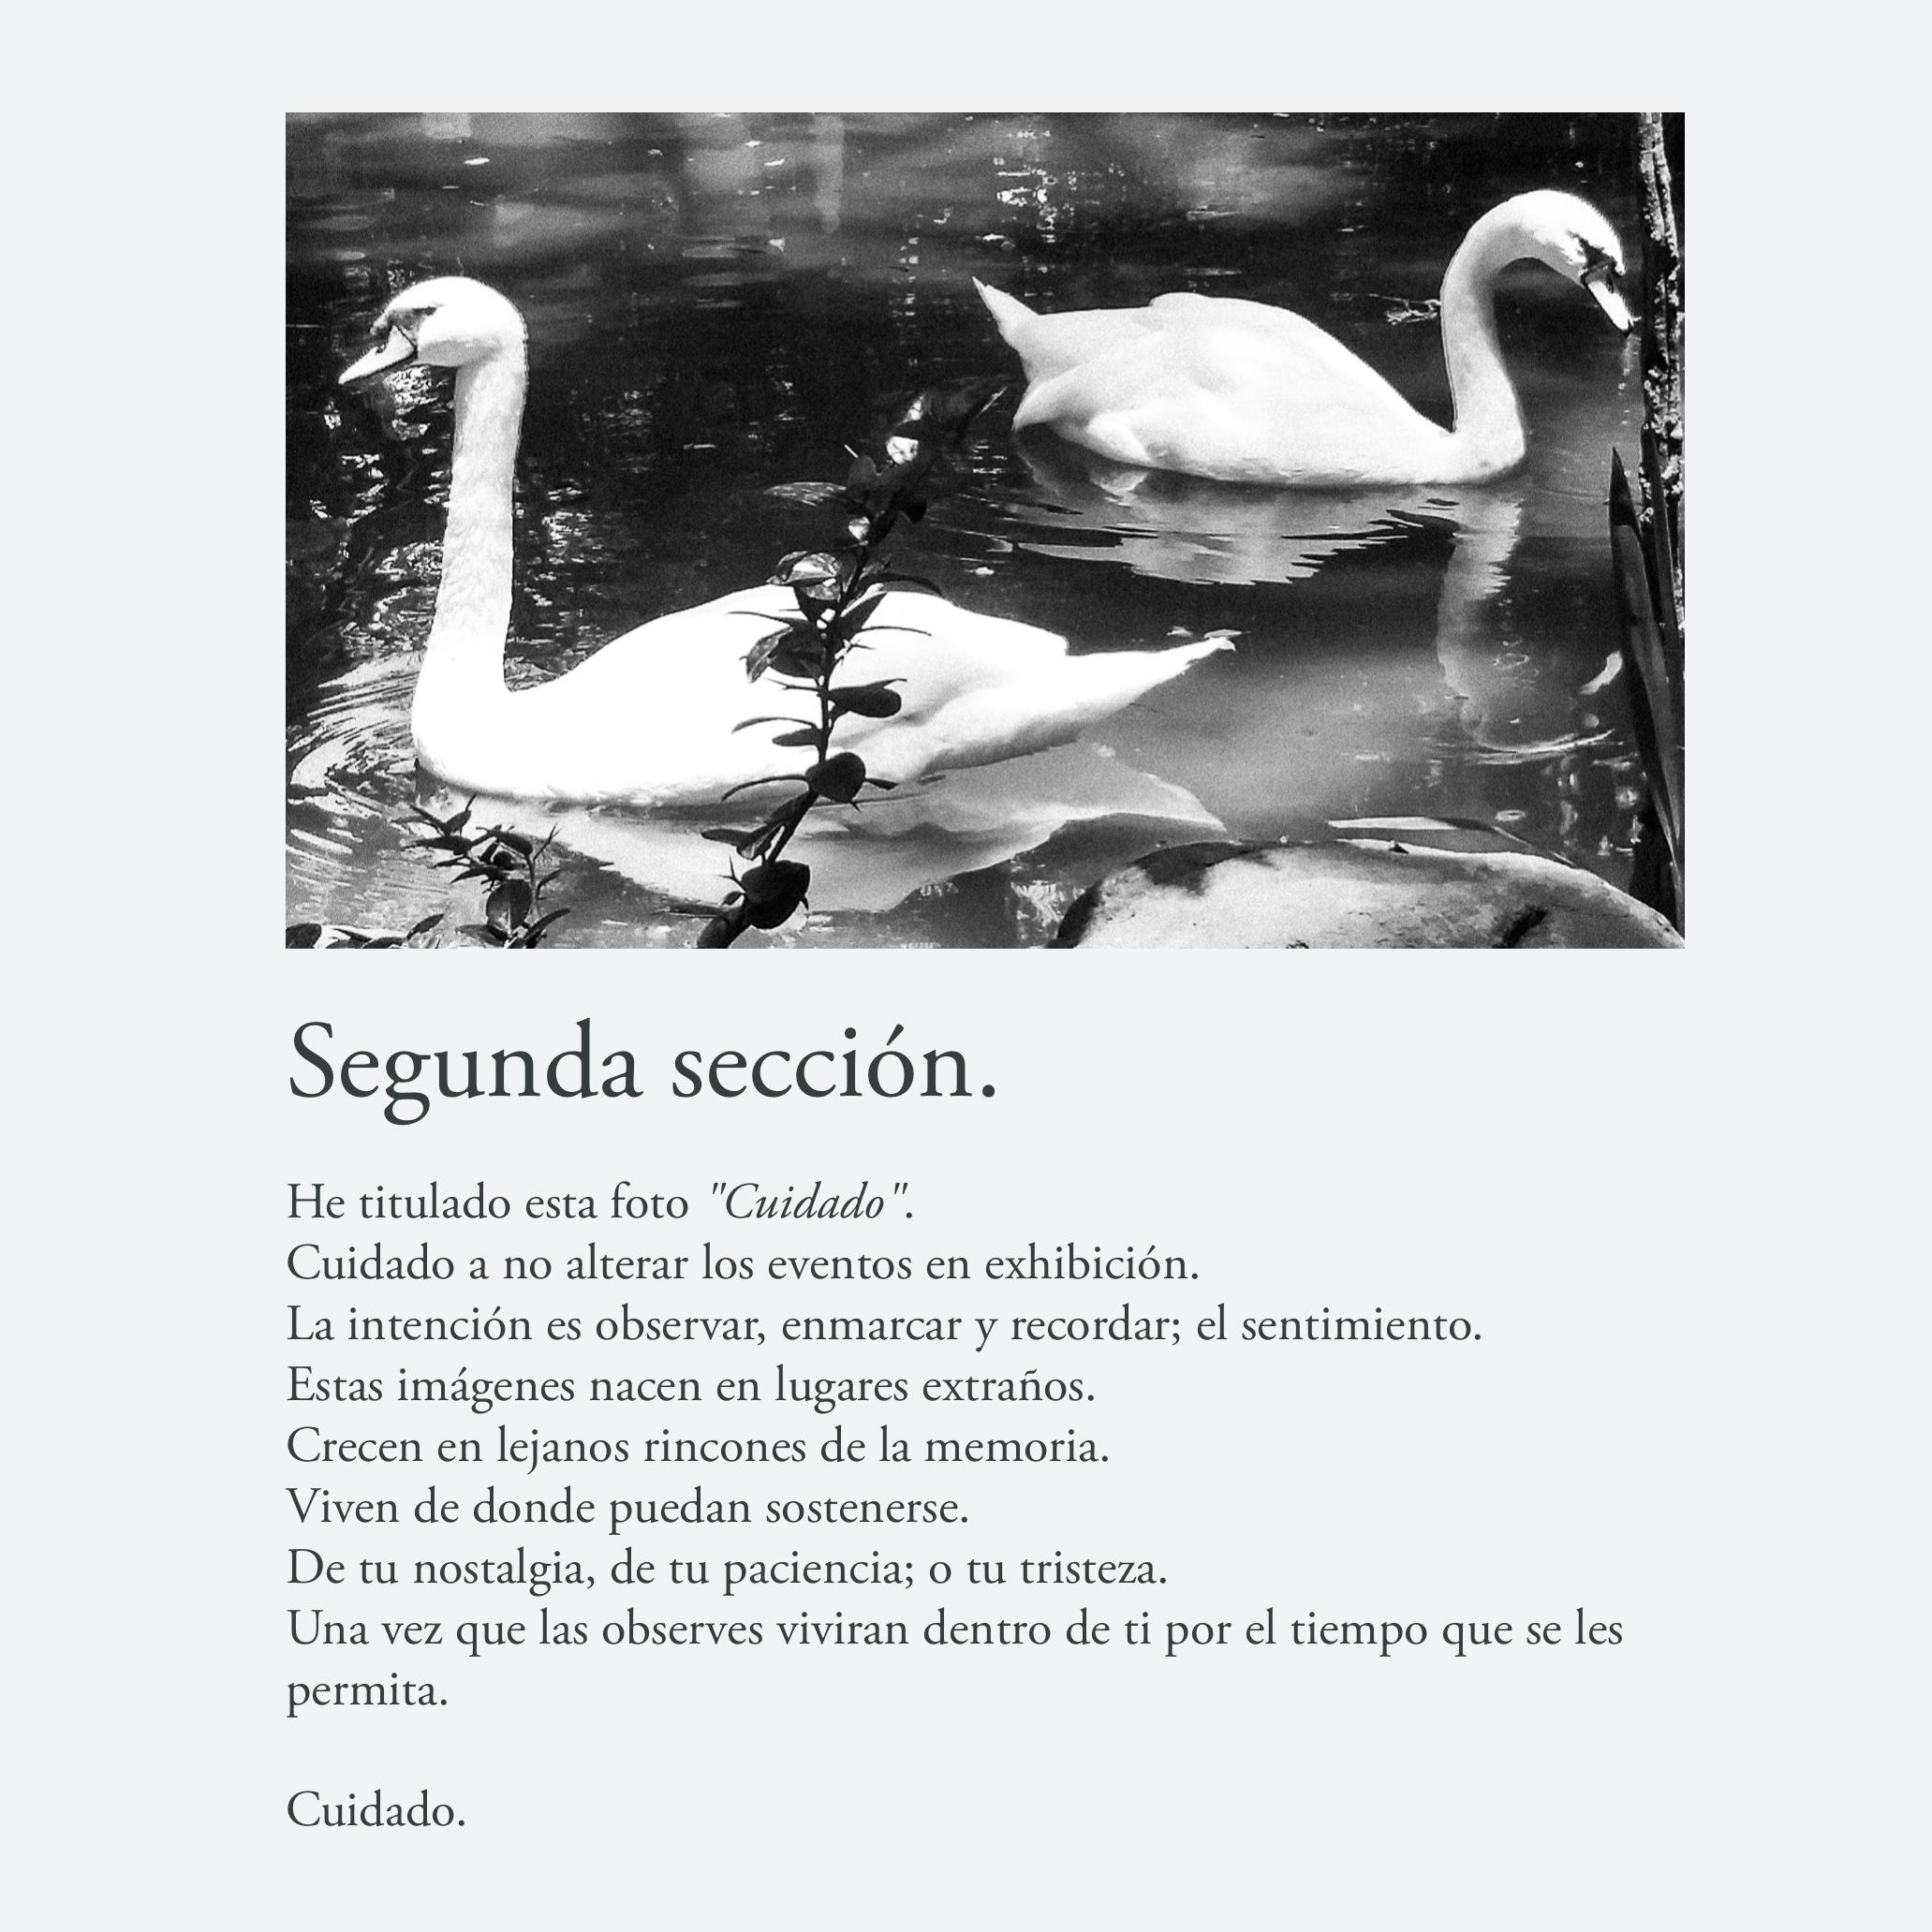 Segunda sección.
He titulado esta foto "Cuidado".
Cuidado a no alterar los eventos en exhibición.
La intención es observar, enmarcar y recordar; el sentimiento.
Estas imágenes nacen en lugares extraños.
Crecen en lejanos rincones de la memoria.
Viven de donde puedan sostenerse.
De tu nostalgia, de tu paciencia; o tu tristeza.
Una vez que las observes viviran dentro de ti por el tiempo que se les
permita.
Cuidado.